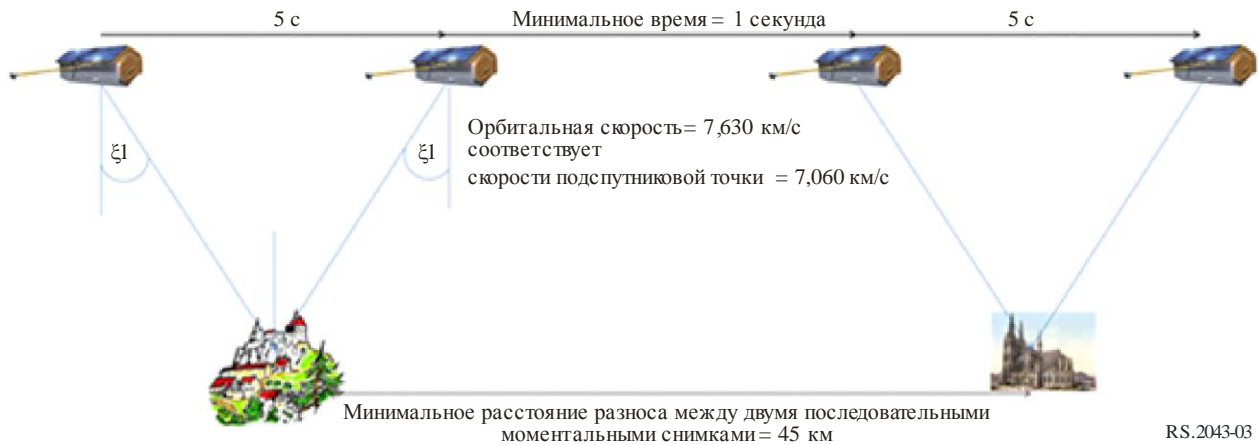 5 с
Минимальное время = 1 секунда
5 с
ξ1
ξ1
Орбитальная скорость = 7,630 км/с
соответствует
скорости подспутниковой точки = 7,060 км/с
Минимальное расстояние разноса между двумя последовательными
моментальными снимками = 45 км
RS.2043-03